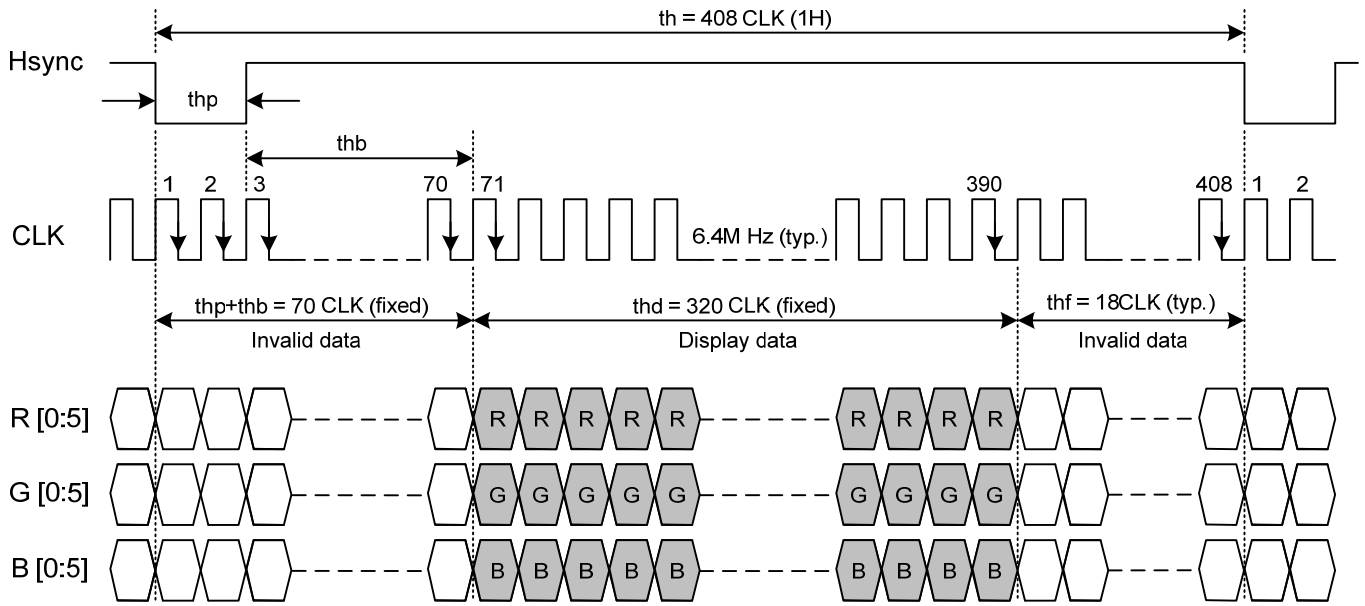 th = 408 CLK (1H)
Hsync
thp
thb
1 2 3 70 71 390 408 1 2
CLK
6.4M Hz (typ.)
thp+thb = 70 CLK (fixed) thd = 320 CLK (fixed) thf = 18CLK (typ.)
Invalid data Display data Invalid data
R [0:5] R R R R R R R R R
G [0:5] G G G G G G G G G
B [0:5] B B B B B B B B B